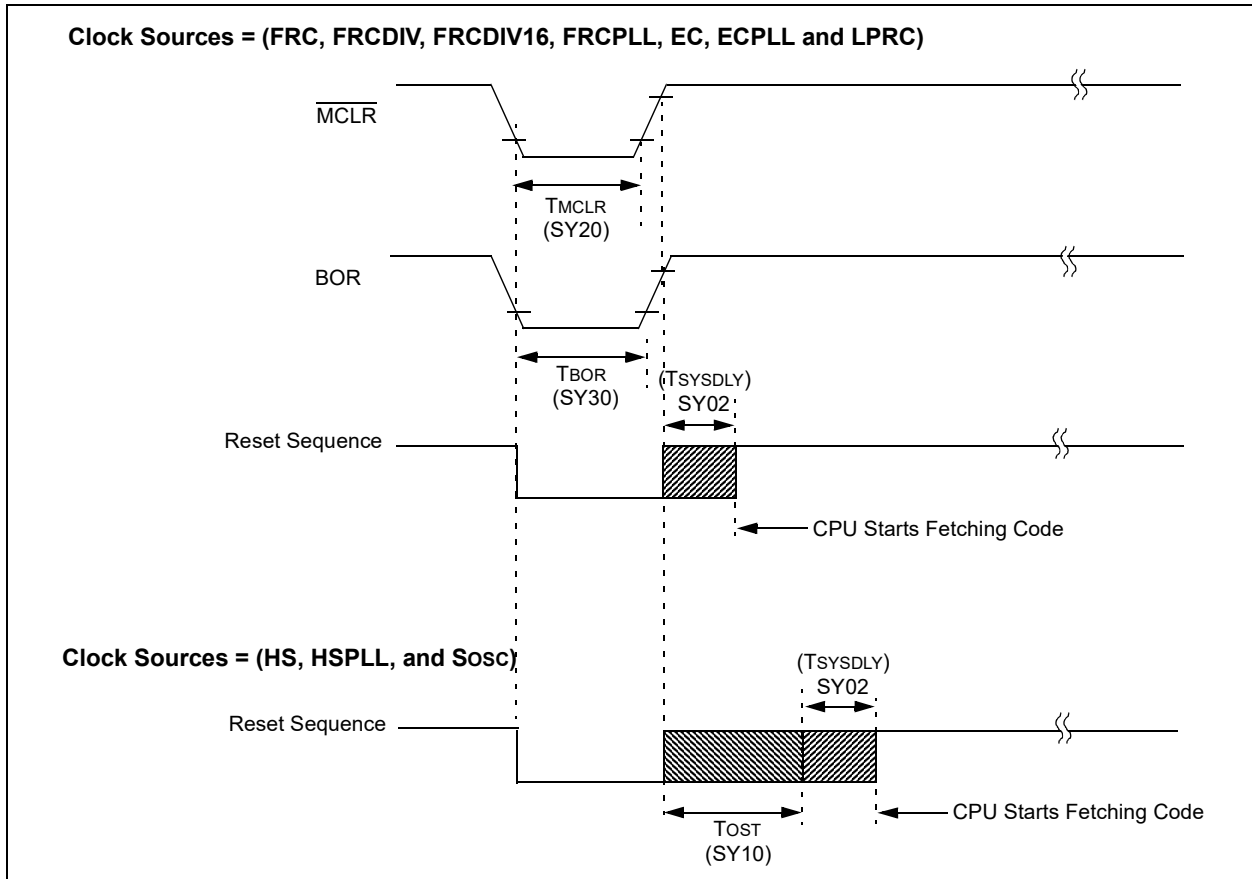 Clock Sources = (FRC, FRCDIV, FRCDIV16, FRCPLL, EC, ECPLL and LPRC)
MCLR
TMCLR
(SY20)
BOR
TBOR
(SY30)
(TSYSDLY)
SY02
Reset Sequence
CPU Starts Fetching Code
Clock Sources = (HS, HSPLL, and SOSC)
(TSYSDLY)
SY02
Reset Sequence
CPU Starts Fetching Code
TOST
(SY10)